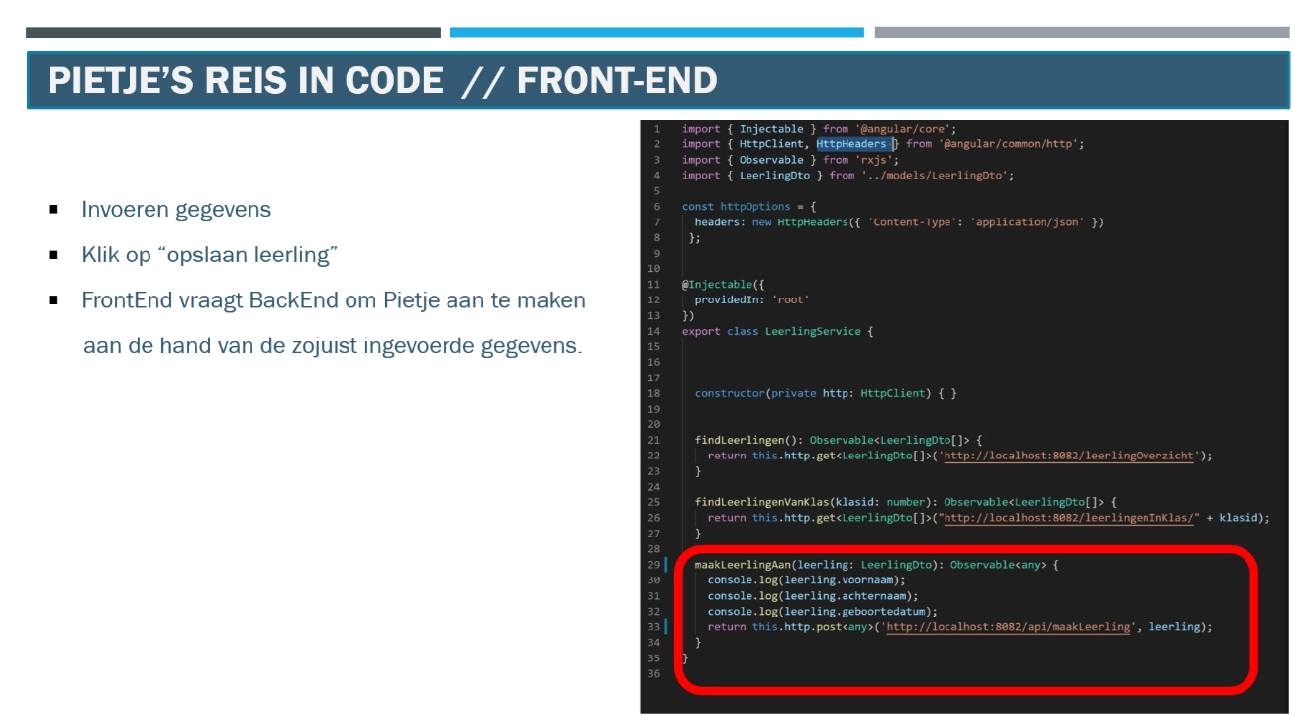 PIETJE'S REIS IN CODE // FRONT-END
▪ Invoeren gegevens
▪ Klik op “opslaan leerling”
▪ FrontEnd vraagt BackEnd om Pietje aan te maken
aan de hand van de zojuist ingevoerde gegevens.
1 import { Injectable } from '@angular/core';
2 import { HttpClient, HttpHeaders } from '@angular/common/http';
3 import { Observable } from 'rxjs';
4 import { LeerlingDto } from '../models/LeerlingDto';
5
6 const httpOptions = {
7 headers: new HttpHeaders({ 'Content-Type': 'application/json' })
8 };
9
10
11 @Injectable({
12 providedIn: 'root'
13 })
14 export class LeerlingService {
15
16
17
18 constructor(private http: HttpClient) { }
19
20
21 findLeerlingen(): Observable<LeerlingDto[]> {
22 return this.http.get<LeerlingDto[]>('http://localhost:8082/leerlingOverzicht');
23 }
24
25 findLeerlingenVanKlas(klasid: number): Observable<LeerlingDto[]> {
26 return this.http.get<LeerlingDto[]>("http://localhost:8082/leerlingenInKlas/" + klasid);
27 }
28
29 maakLeerlingAan(leerling: LeerlingDto): Observable<any> {
30 console.log(leerling.voornaam);
31 console.log(leerling.achternaam);
32 console.log(leerling.geboortedatum);
33 return this.http.post<any>('http://localhost:8082/api/maakLeerling', leerling);
34 }
35 }
36